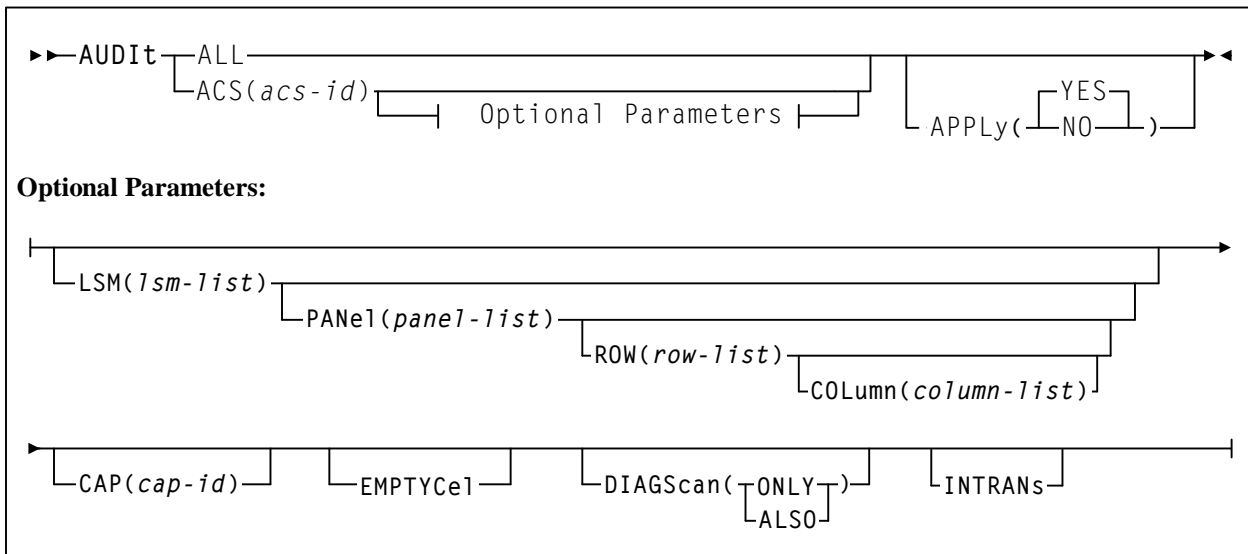 AUDIt ALL
ACS(acs-id)
Optional Parameters
YES
APPLy( NO )
Optional Parameters:
LSM(lsm-list)
PANel(panel-list)
ROW(row-list)
COLumn(column-list)
CAP(cap-id) EMPTYCel DIAGScan( ONLY ) INTRANs
ALSO